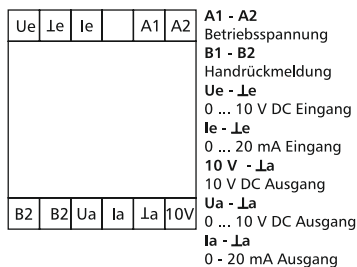 Ue ⊥e Ie A1 A2
B2 B2 Ua Ia ⊥a 10V
A1 - A2
Betriebsspannung
B1 - B2
Handrückmeldung
Ue - ⊥e
0 ... 10 V DC Eingang
Ie - ⊥e
0 ... 20 mA Eingang
10 V - ⊥a
10 V DC Ausgang
Ua - ⊥a
0 ... 10 V DC Ausgang
Ia - ⊥a
0 - 20 mA Ausgang